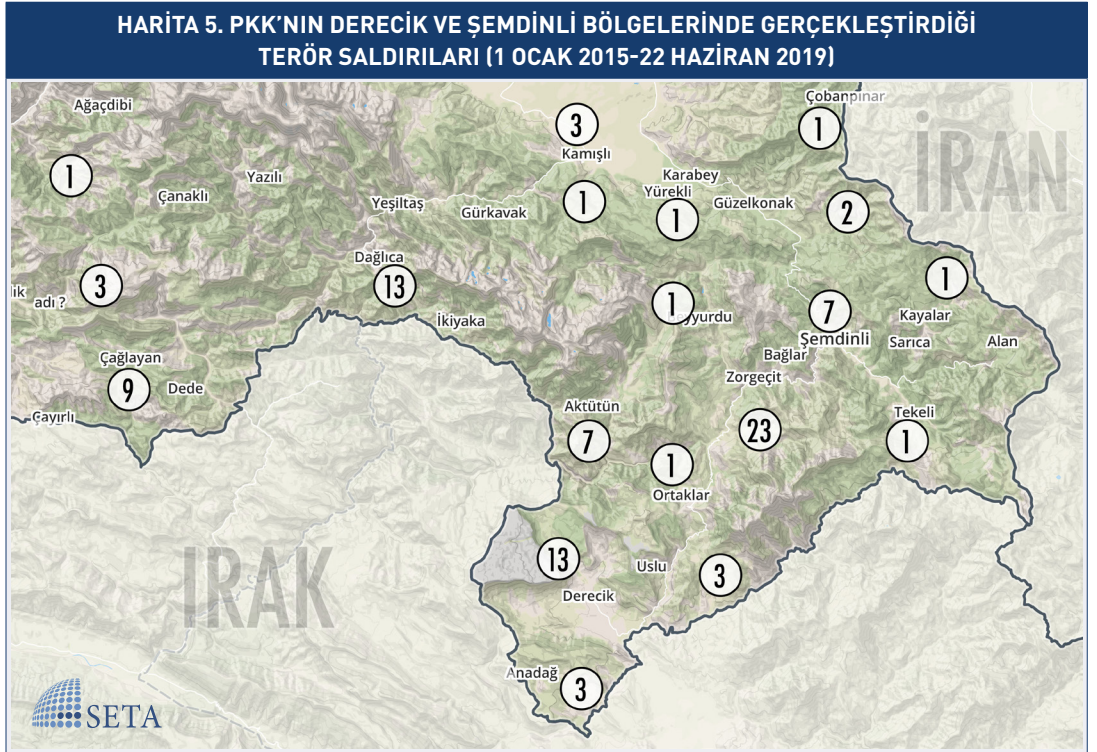 HARİTA 5. PKK’NIN DERECİK VE ŞEMDİNLİ BÖLGELERİNDE GERÇEKLEŞTİRDİĞİ
TERÖR SALDIRILARI (1 OCAK 2015-22 HAZİRAN 2019)
Ağaçdibi
Çobanpınar
3
1
Kamışlı
İRAN
1
Yazılı
Karabey
Çanaklı
Yeşiltaş
Gürkavak
1
Yürekli
1
Güzelkonak
2
Dağlıca
3
13
1
lik
adı ?
İkiyaka
1
eyyurdu
7
Kayalar
Şemdinli
Sarıca
Alan
Çağlayan
Bağlar
9
Dede
Zorgeçit
Çayırlı
Aktütün
Tekeli
7
23
1
1
Ortaklar
IRAK
13
Uslu
3
Derecik
Anadağ
3
SETA